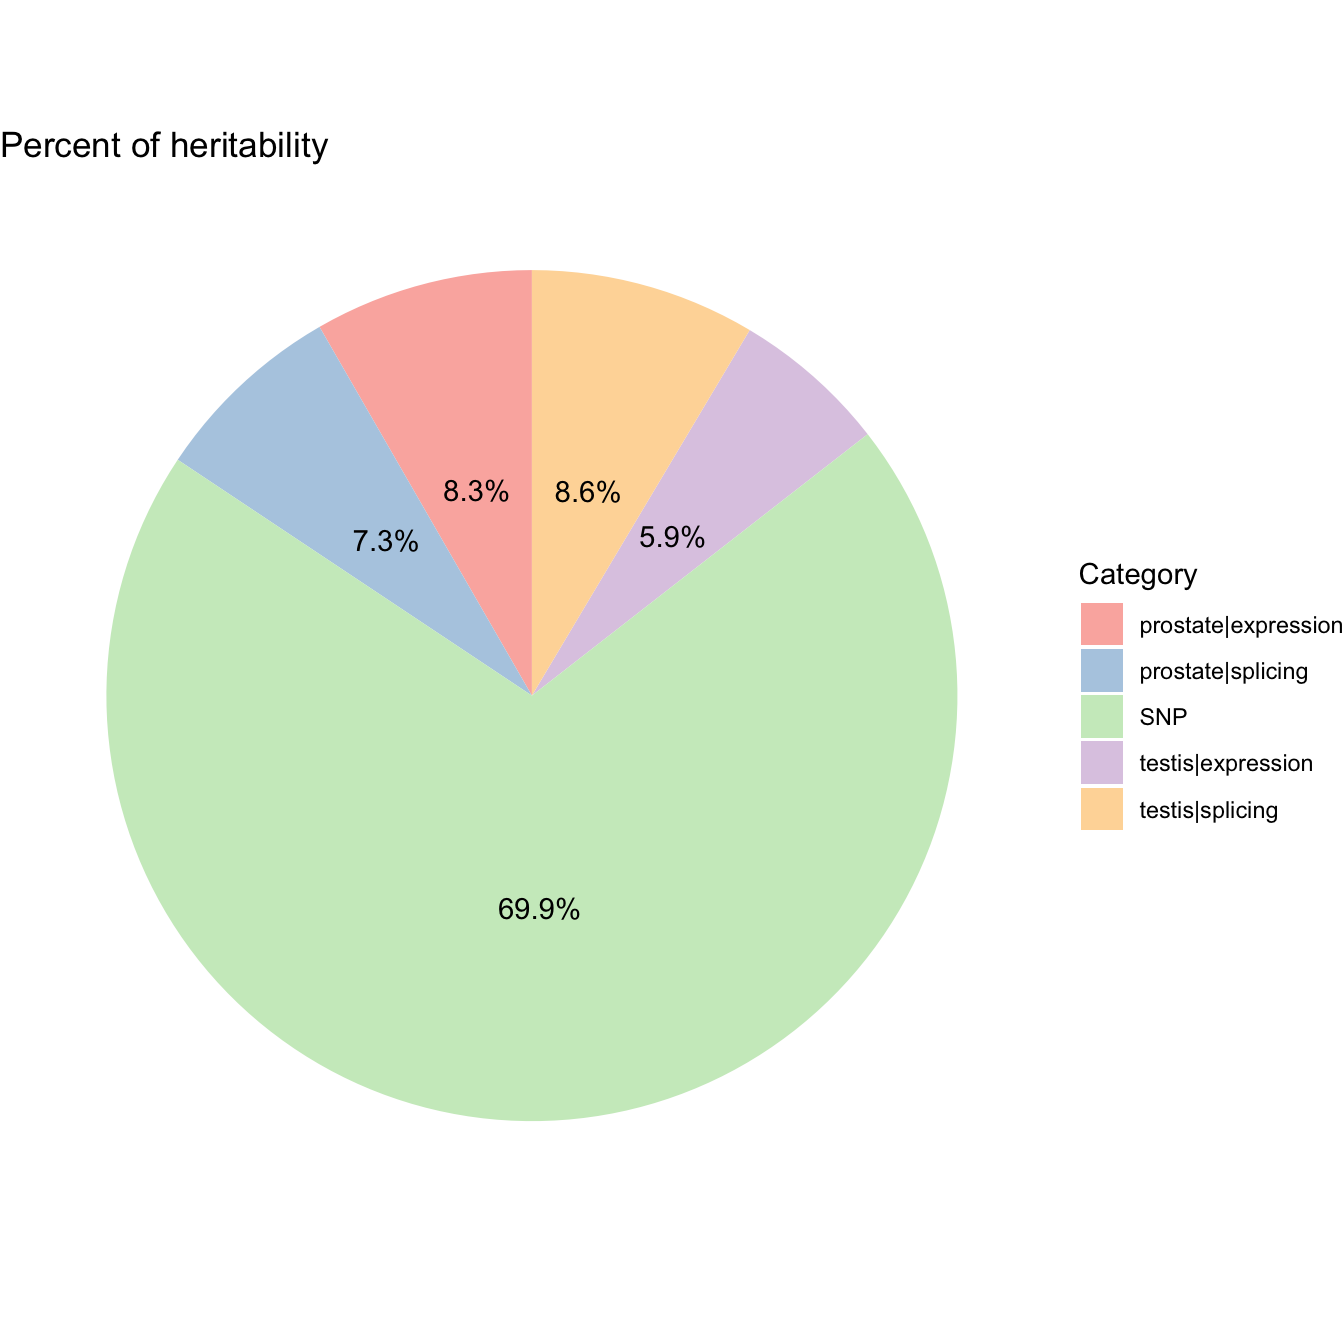 Percent of heritability
8.3%
8.6%
7.3%
5.9%
69.9%
Category
prostate|expression
prostate|splicing
SNP
testis|expression
testis|splicing